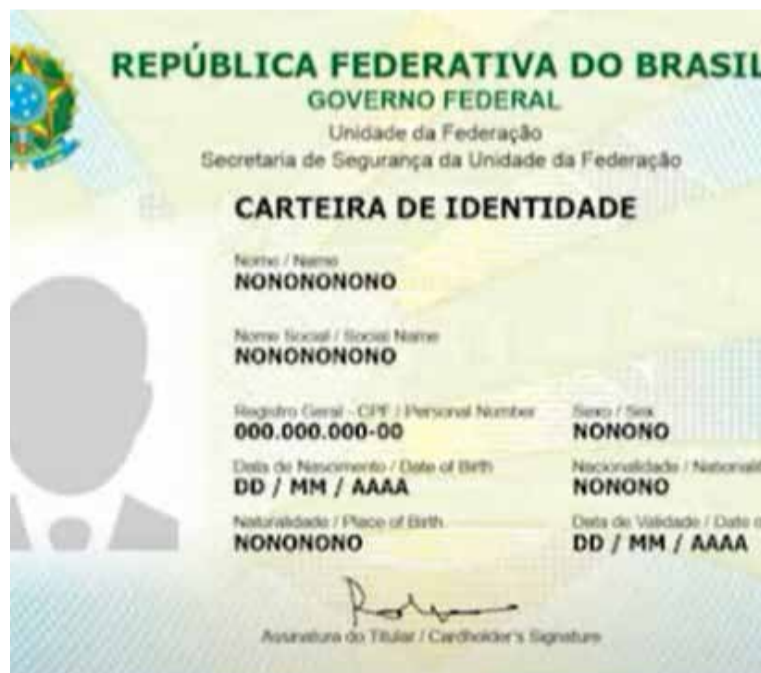 REPÚBLICA FEDERATIVA DO BRASIL
GOVERNO FEDERAL
Unidade da Federação
Secretaria de Segurança da Unidade da Federação
CARTEIRA DE IDENTIDADE
Nome / Name
NONONONONO
Nome Social / Social Name
NONONONONO
Registro Geral - CPF / Personal Number Sexo / Sex
000.000.000-00 NONONO
Data de Nascimento / Date of Birth Nacionalidade / Nationalit
DD / MM / AAAA NONONO
Naturalidade / Place of Birth Data de Validade / Date o
NONONONO DD / MM / AAAA
Assinatura do Titular / Cardholder's Signature